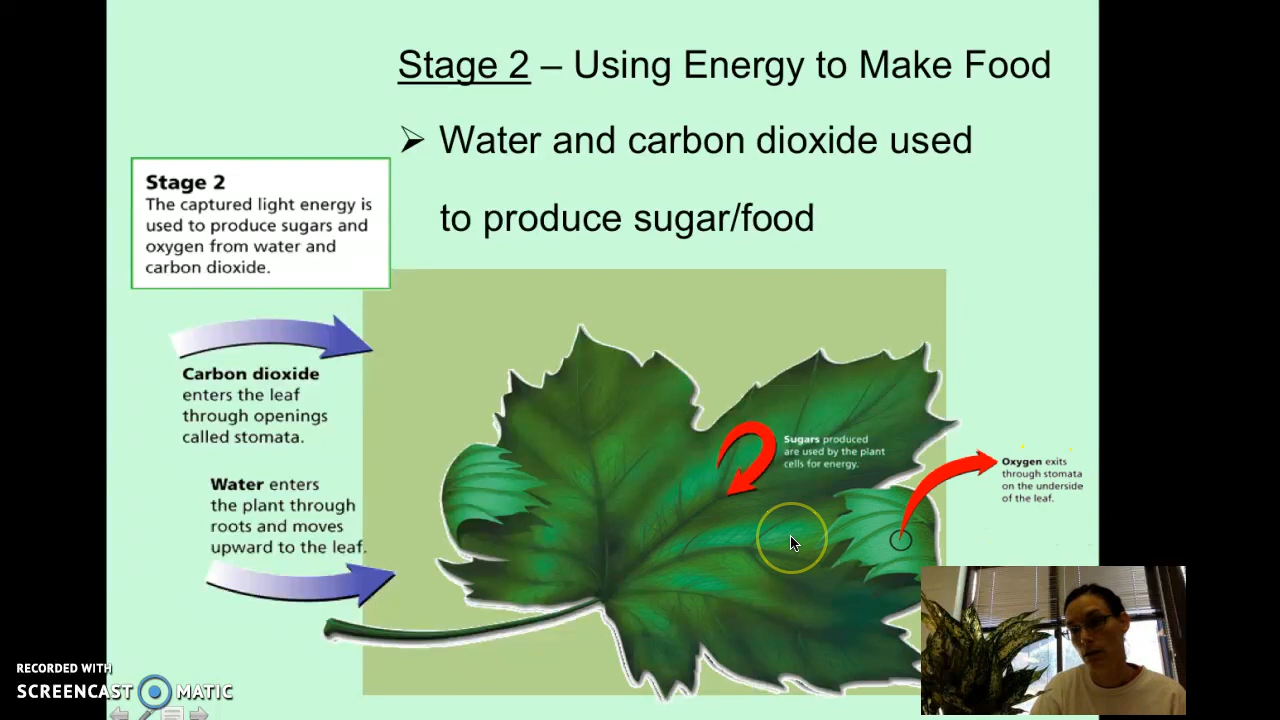 Stage 2 – Using Energy to Make Food
➢ Water and carbon dioxide used
to produce sugar/food
Stage 2
The captured light energy is
used to produce sugars and
oxygen from water and
carbon dioxide.
Carbon dioxide
enters the leaf
through openings
called stomata.
Water enters
the plant through
roots and moves
upward to the leaf.
Sugars produced
are used by the plant
cells for energy.
Oxygen exits
through stomata
on the underside
of the leaf.
RECORDED WITH
SCREENCAST MATIC